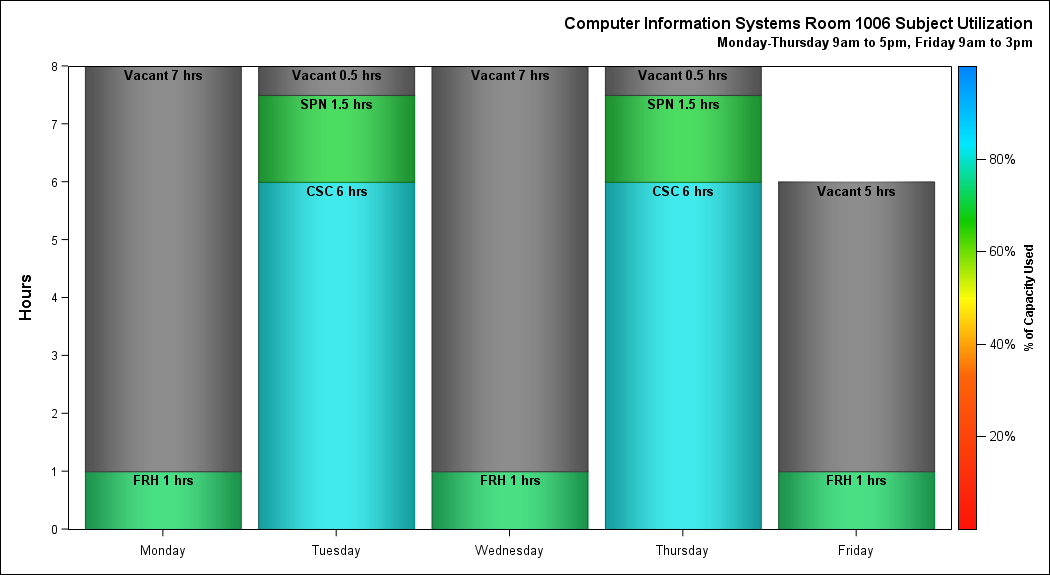 Computer Information Systems Room 1006 Subject Utilization
Monday-Thursday 9am to 5pm, Friday 9am to 3pm
Hours
8
7
6
5
4
3
2
1
0
Vacant 7 hrs
FRH 1 hrs
Vacant 0.5 hrs
SPN 1.5 hrs
CSC 6 hrs
Vacant 7 hrs
FRH 1 hrs
Vacant 0.5 hrs
SPN 1.5 hrs
CSC 6 hrs
Vacant 5 hrs
FRH 1 hrs
Monday
Tuesday
Wednesday
Thursday
Friday
80%
60%
40%
20%
% of Capacity Used